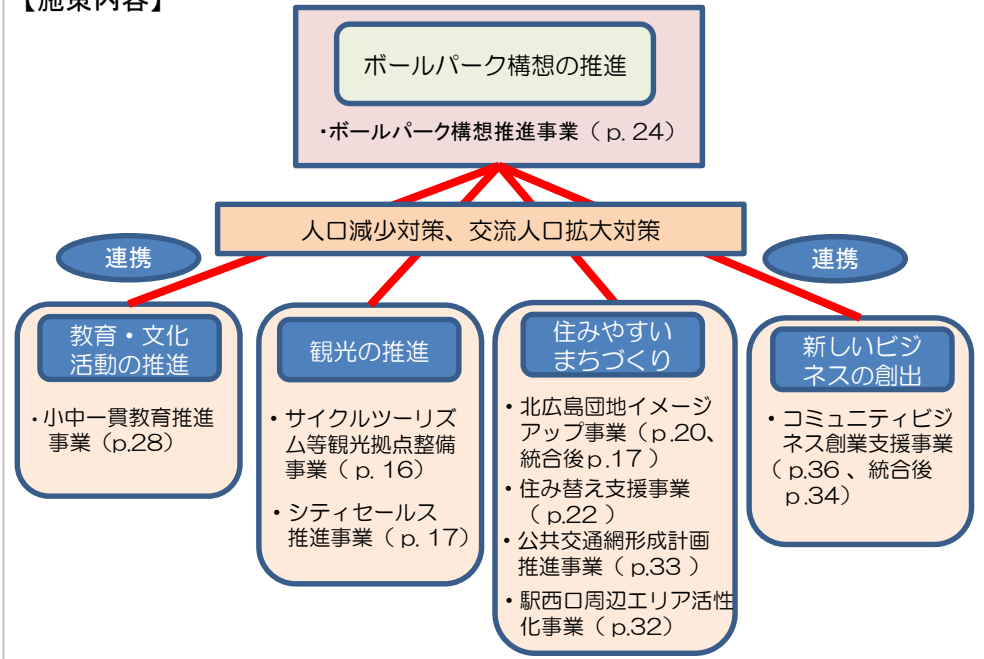 【施策内容】
ボールパーク構想の推進
・ボールパーク構想推進事業（ p. 24）
人口減少対策、交流人口拡大対策
連携
連携
教育・文化
活動の推進
・小中一貫教育推進
事業（p.28）
観光の推進
・サイクルツーリズ
ム等観光拠点整備
事業（ p. 16）
・シティセールス
推進事業（ p. 17）
住みやすい
まちづくり
・北広島団地イメージ
アップ事業（ p.20、
統合後p.17 ）
・住み替え支援事業
（ p.22 ）
・公共交通網形成計画
推進事業（ p.33 ）
・駅西口周辺エリア活性
化事業（ p.32）
新しいビジ
ネスの創出
・コミュニティビジ
ネス創業支援事業
（ p.36 、統合後
p.34）